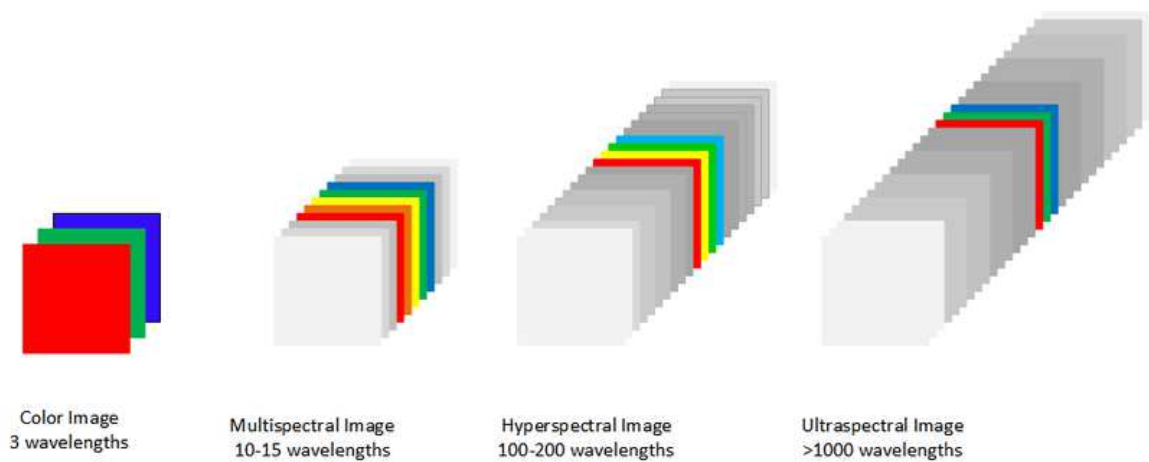 Color Image
3 wavelengths
Multispectral Image
10-15 wavelengths
Hyperspectral Image
100-200 wavelengths
Ultraspectral Image
>1000 wavelengths